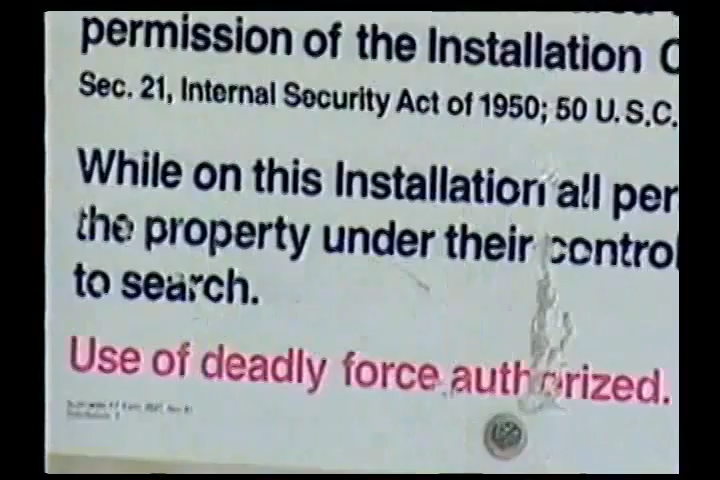 permission of the Installation C
Sec. 21, Internal Security Act of 1950; 50 U.S.C.
While on this Installation all per
the property under their control
to search.
Use of deadly force authorized.